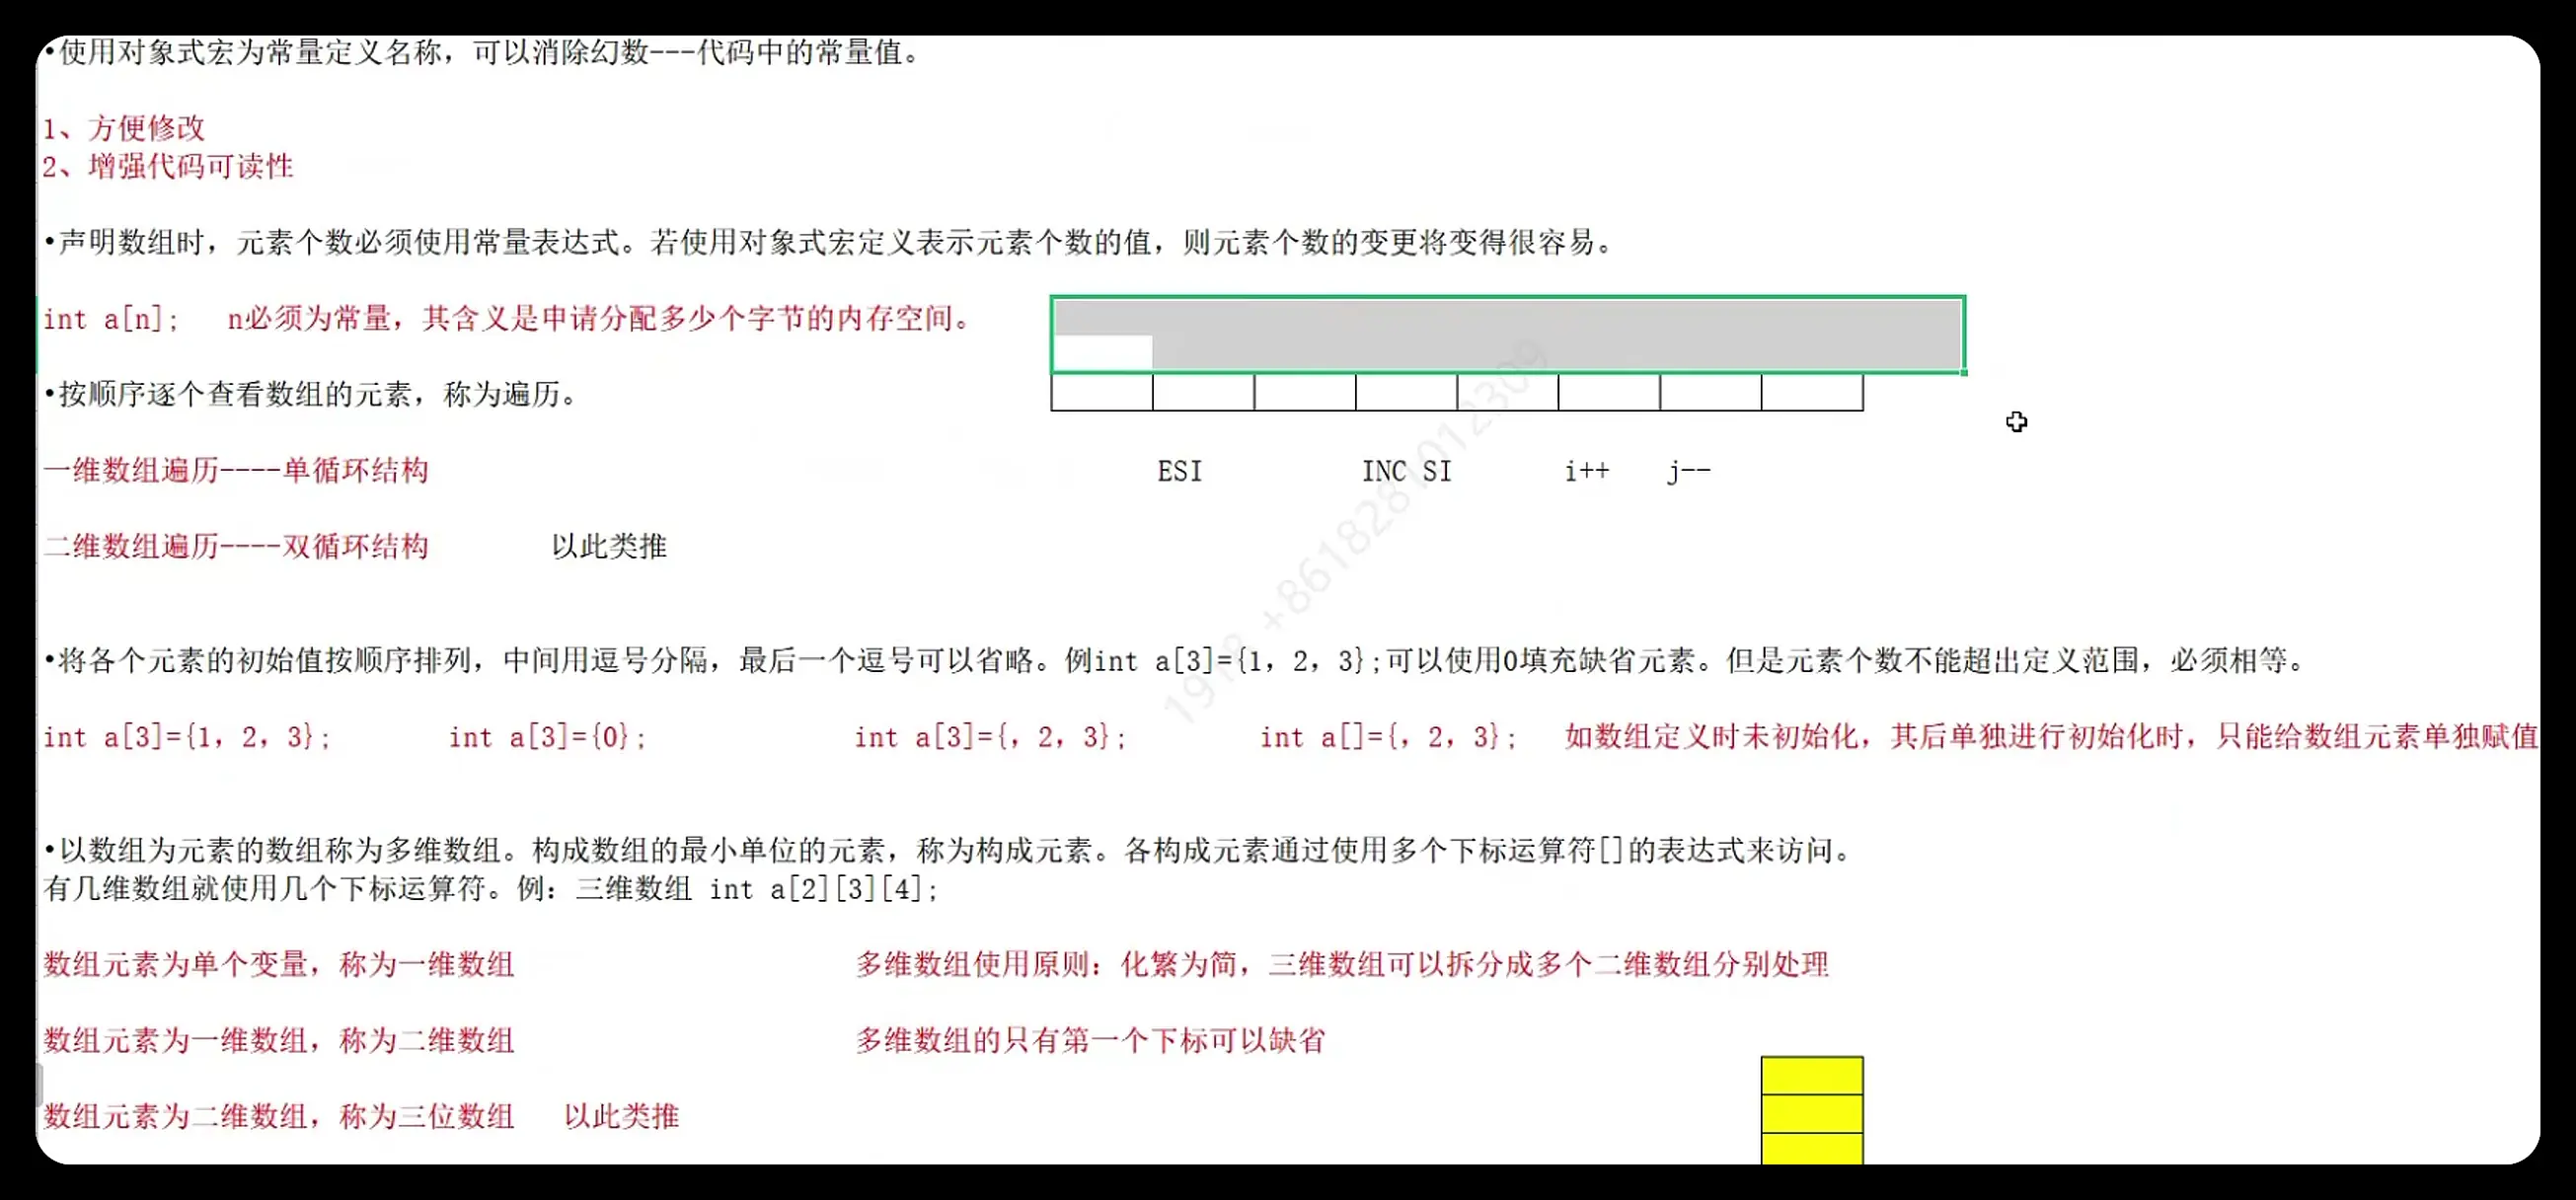 •使用对象式宏为常量定义名称，可以消除幻数---代码中的常量值。
1、方便修改
2、增强代码可读性
•声明数组时，元素个数必须使用常量表达式。若使用对象式宏定义表示元素个数的值，则元素个数的变更将变得很容易。
int a[n]; n必须为常量，其含义是申请分配多少个字节的内存空间。
•按顺序逐个查看数组的元素，称为遍历。
一维数组遍历----单循环结构 ESI INC SI i++ j--
二维数组遍历----双循环结构 以此类推
•将各个元素的初始值按顺序排列，中间用逗号分隔，最后一个逗号可以省略。例int a[3]={1，2，3};可以使用0填充缺省元素。但是元素个数不能超出定义范围，必须相等。
int a[3]={1，2，3}; int a[3]={0}; int a[3]={，2，3}; int a[]={，2，3}; 如数组定义时未初始化，其后单独进行初始化时，只能给数组元素单独赋值
•以数组为元素的数组称为多维数组。构成数组的最小单位的元素，称为构成元素。各构成元素通过使用多个下标运算符[]的表达式来访问。
有几维数组就使用几个下标运算符。例：三维数组 int a[2][3][4];
数组元素为单个变量，称为一维数组 多维数组使用原则：化繁为简，三维数组可以拆分成多个二维数组分别处理
数组元素为一维数组，称为二维数组 多维数组的只有第一个下标可以缺省
数组元素为二维数组，称为三位数组 以此类推